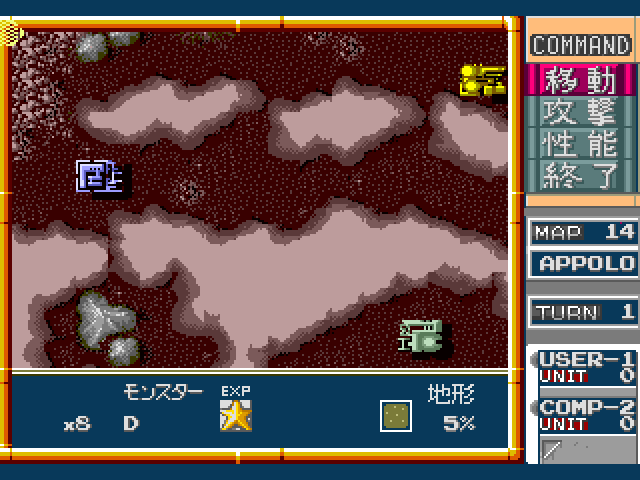 COMMAND
移動
攻撃
性能
終了
MAP 14
APPOLO
TURN 1
USER-1
UNIT 0
COMP-2
UNIT 0
モンスター EXP 地形
x8 D 5%